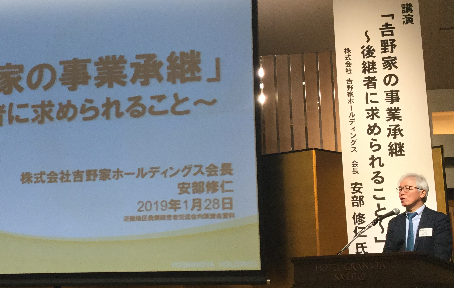 家の事業承継」
者に求められること～
株式会社吉野家ホールディングス会長
安部修仁
2019年1月28日
講演
「吉野家の事業承継
～後継者に求められること～」
株式会社 吉野家ホールディングス 会長 安部 修仁 氏